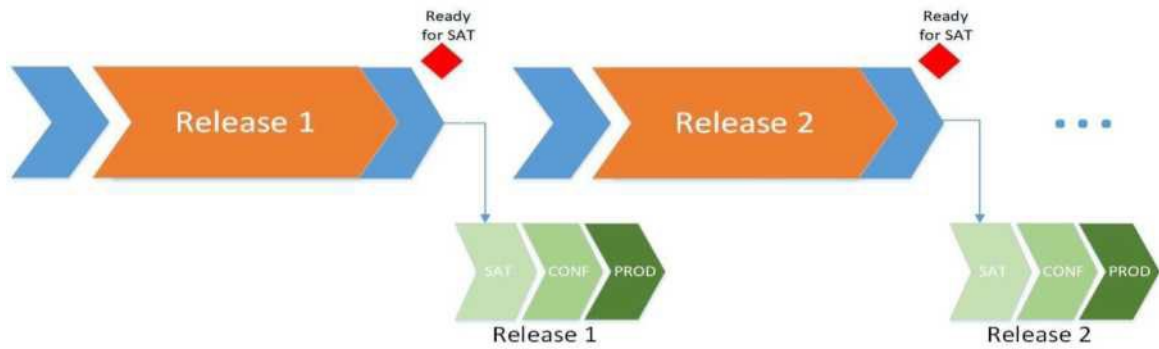 Ready
for SAT
Ready
for SAT
Release 1
Release 2
SAT
CONF
PROD
SAT
CONF
PROD
Release 1
Release 2